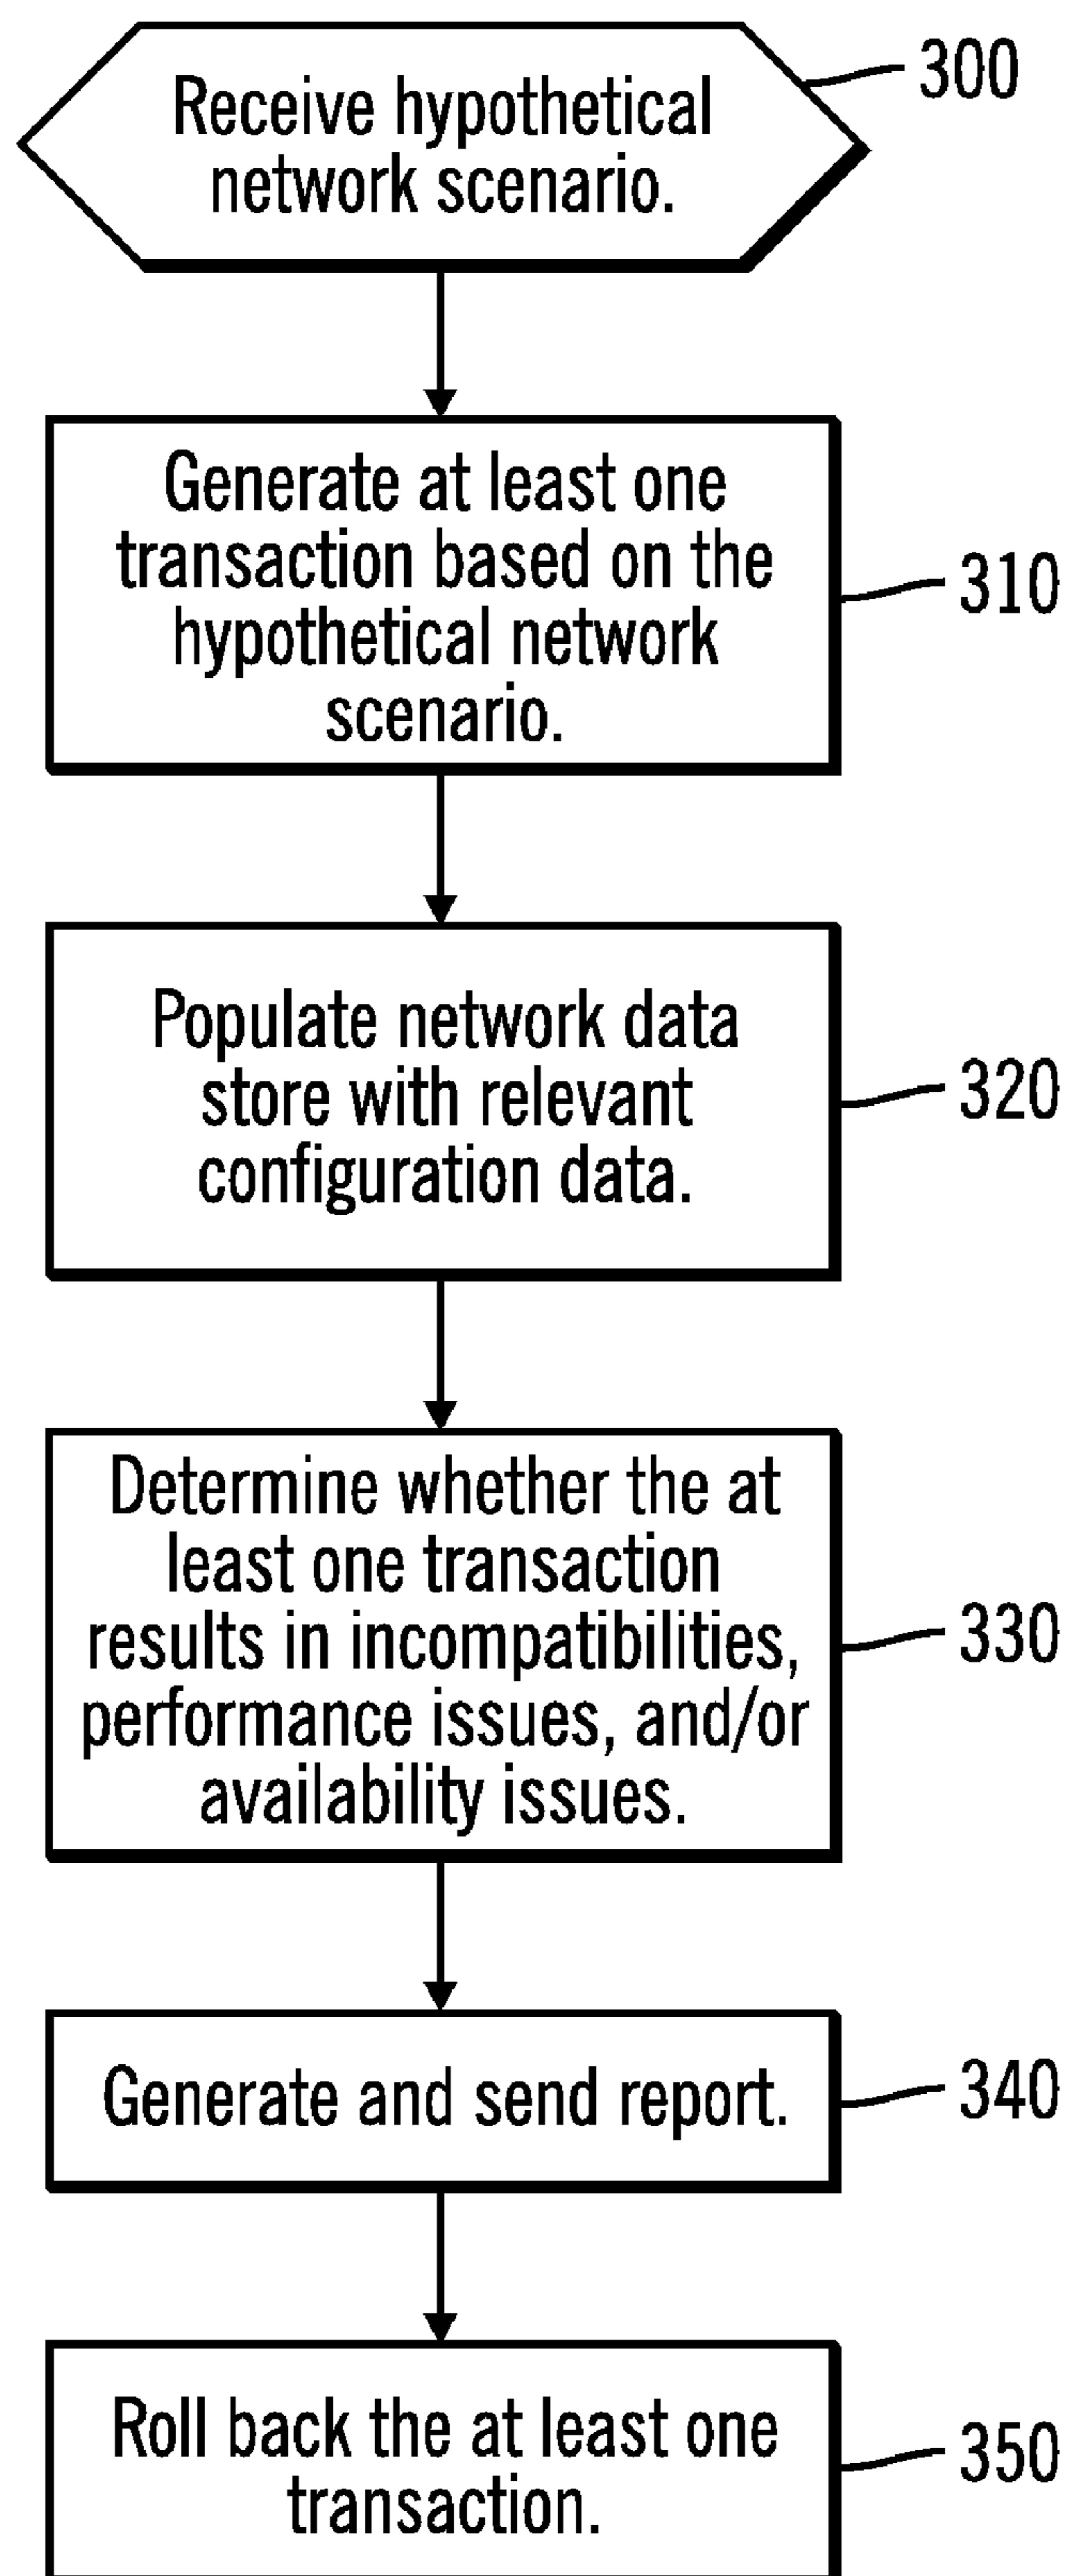 Receive hypothetical
network scenario.
300
Generate at least one
transaction based on the
hypothetical network
scenario.
310
Populate network data
store with relevant
configuration data.
320
Determine whether the at
least one transaction
results in incompatibilities,
performance issues, and/or
availability issues.
330
Generate and send report.
340
Roll back the at least one
transaction.
350